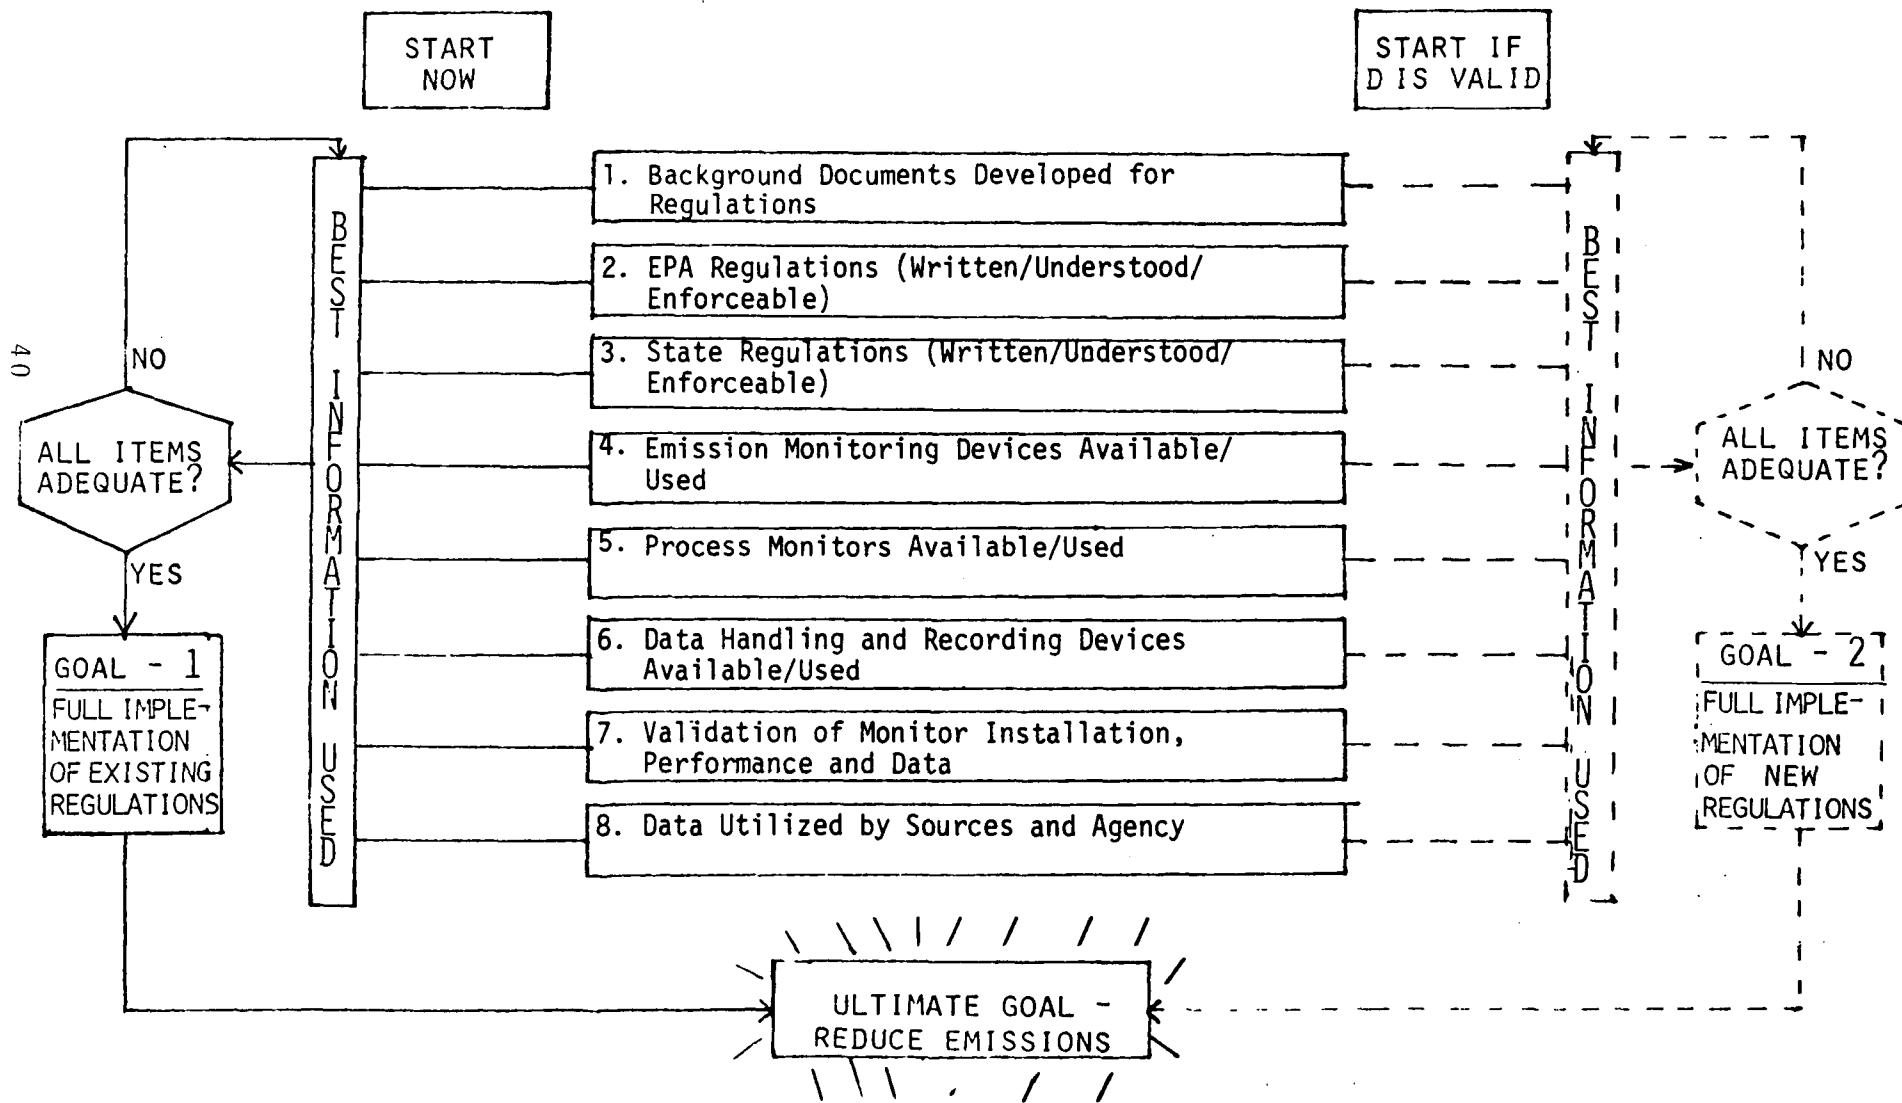 START
NOW
START IF
D IS VALID
1. Background Documents Developed for
Regulations
2. EPA Regulations (Written/Understood/
Enforceable)
3. State Regulations (Written/Understood/
Enforceable)
4. Emission Monitoring Devices Available/
Used
5. Process Monitors Available/Used
6. Data Handling and Recording Devices
Available/Used
7. Validation of Monitor Installation,
Performance and Data
8. Data Utilized by Sources and Agency
BEST INFORMATION USED
BEST INFORMATION USED
40
NO
ALL ITEMS
ADEQUATE?
YES
GOAL - 1
FULL IMPLE-
MENTATION
OF EXISTING
REGULATIONS
NO
ALL ITEMS
ADEQUATE?
YES
GOAL - 2
FULL IMPLE-
MENTATION
OF NEW
REGULATIONS
ULTIMATE GOAL -
REDUCE EMISSIONS